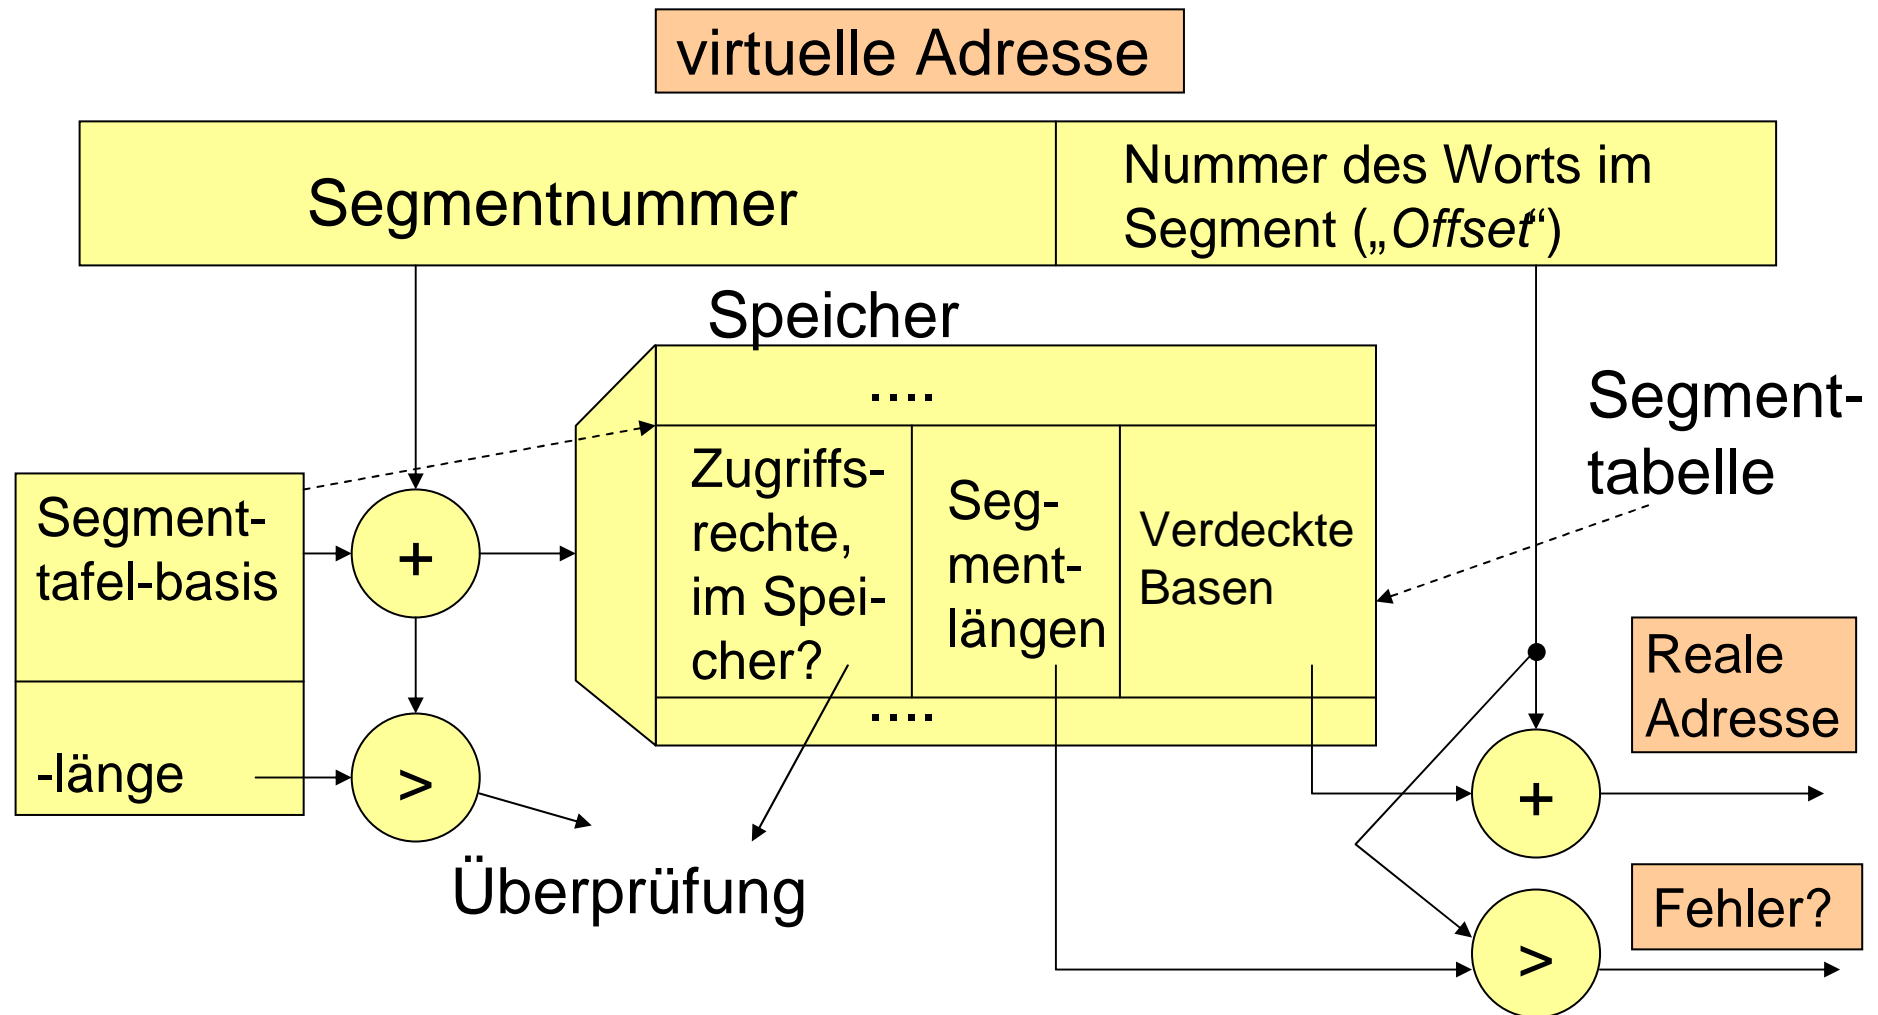 virtuelle Adresse
Segmentnummer
Nummer des Worts im
Segment („Offset“)
Speicher
....
Segment-
tabelle
Segment-
tafel-basis
-länge
+
>
Zugriffs-
rechte,
im Spei-
cher?
Seg-
ment-
längen
Verdeckte
Basen
....
Reale
Adresse
+
Überprüfung
Fehler?
>